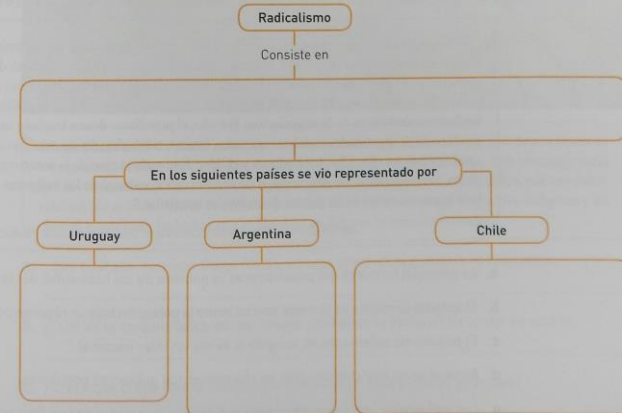 Radicalismo
Consiste en
En los siguientes países se vio representado por
Uruguay
Argentina
Chile